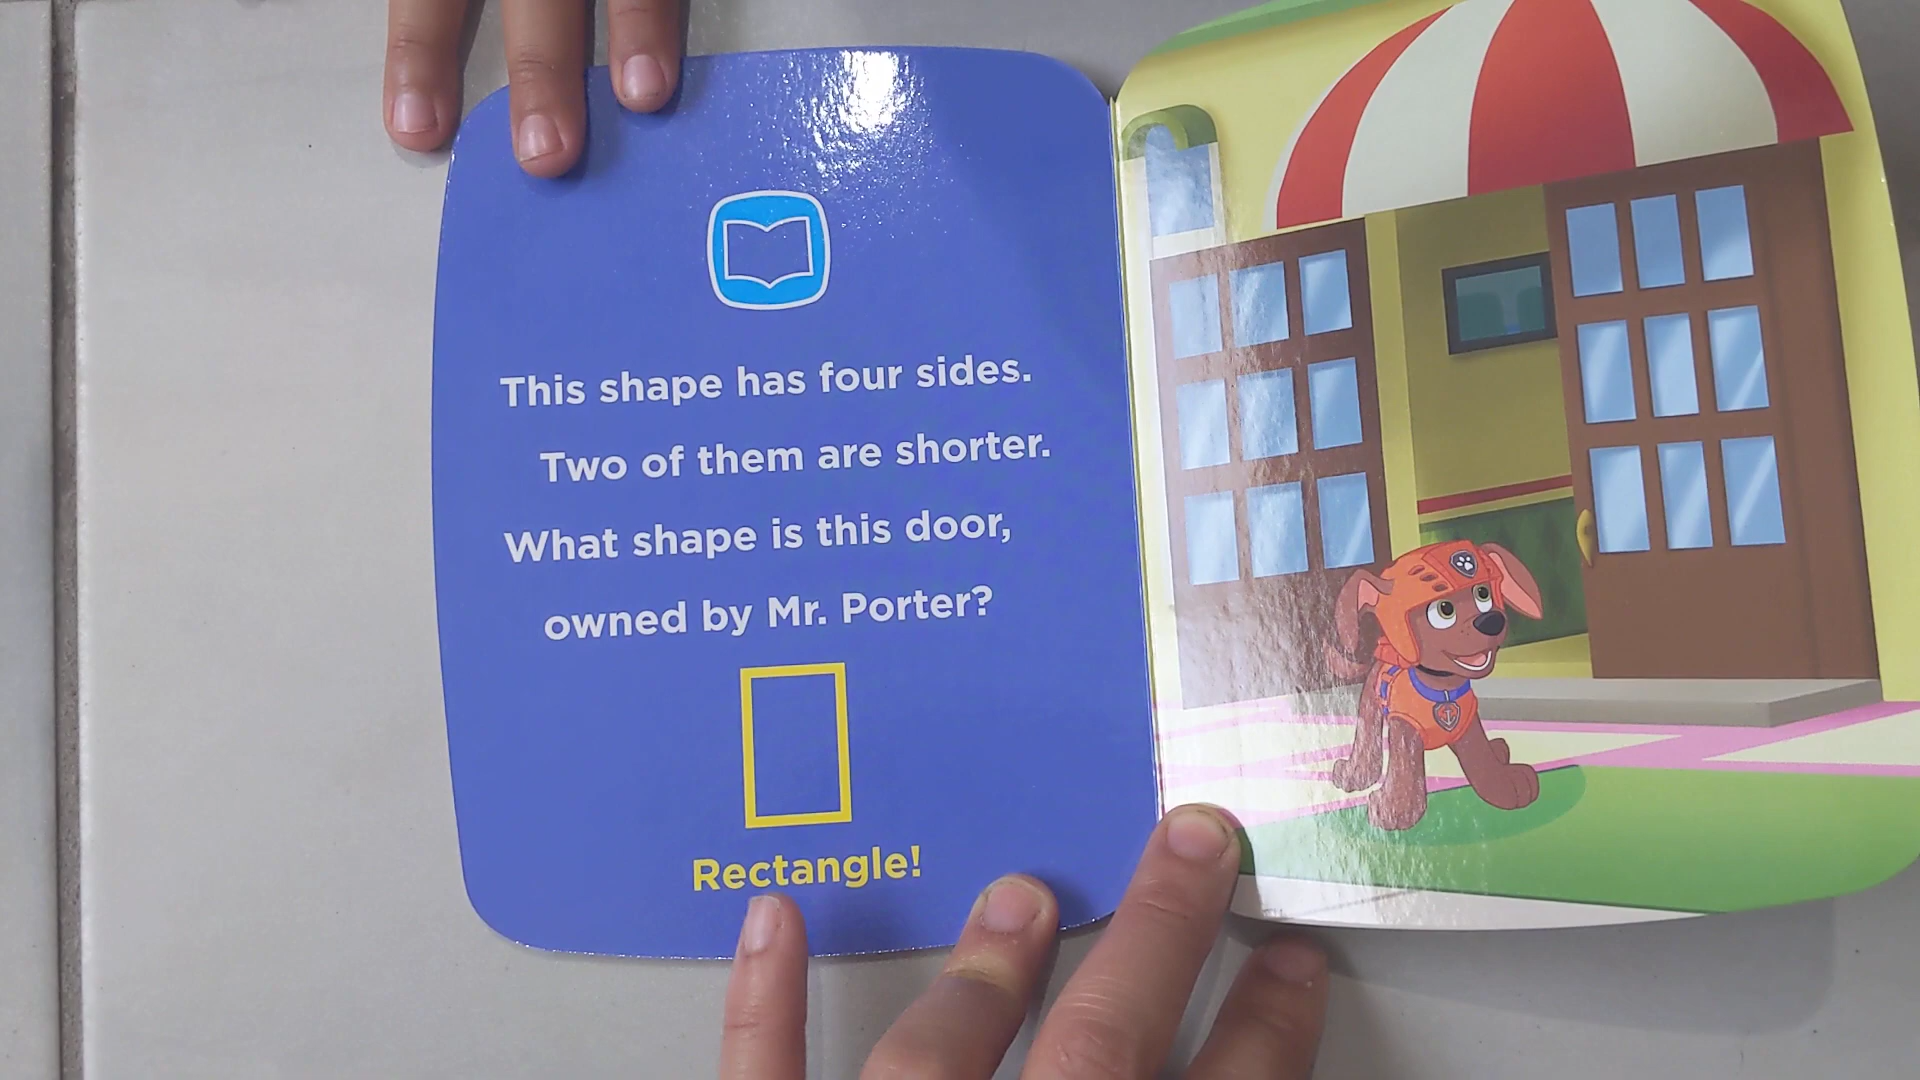 This shape has four sides.
Two of them are shorter.
What shape is this door,
owned by Mr. Porter?
Rectangle!